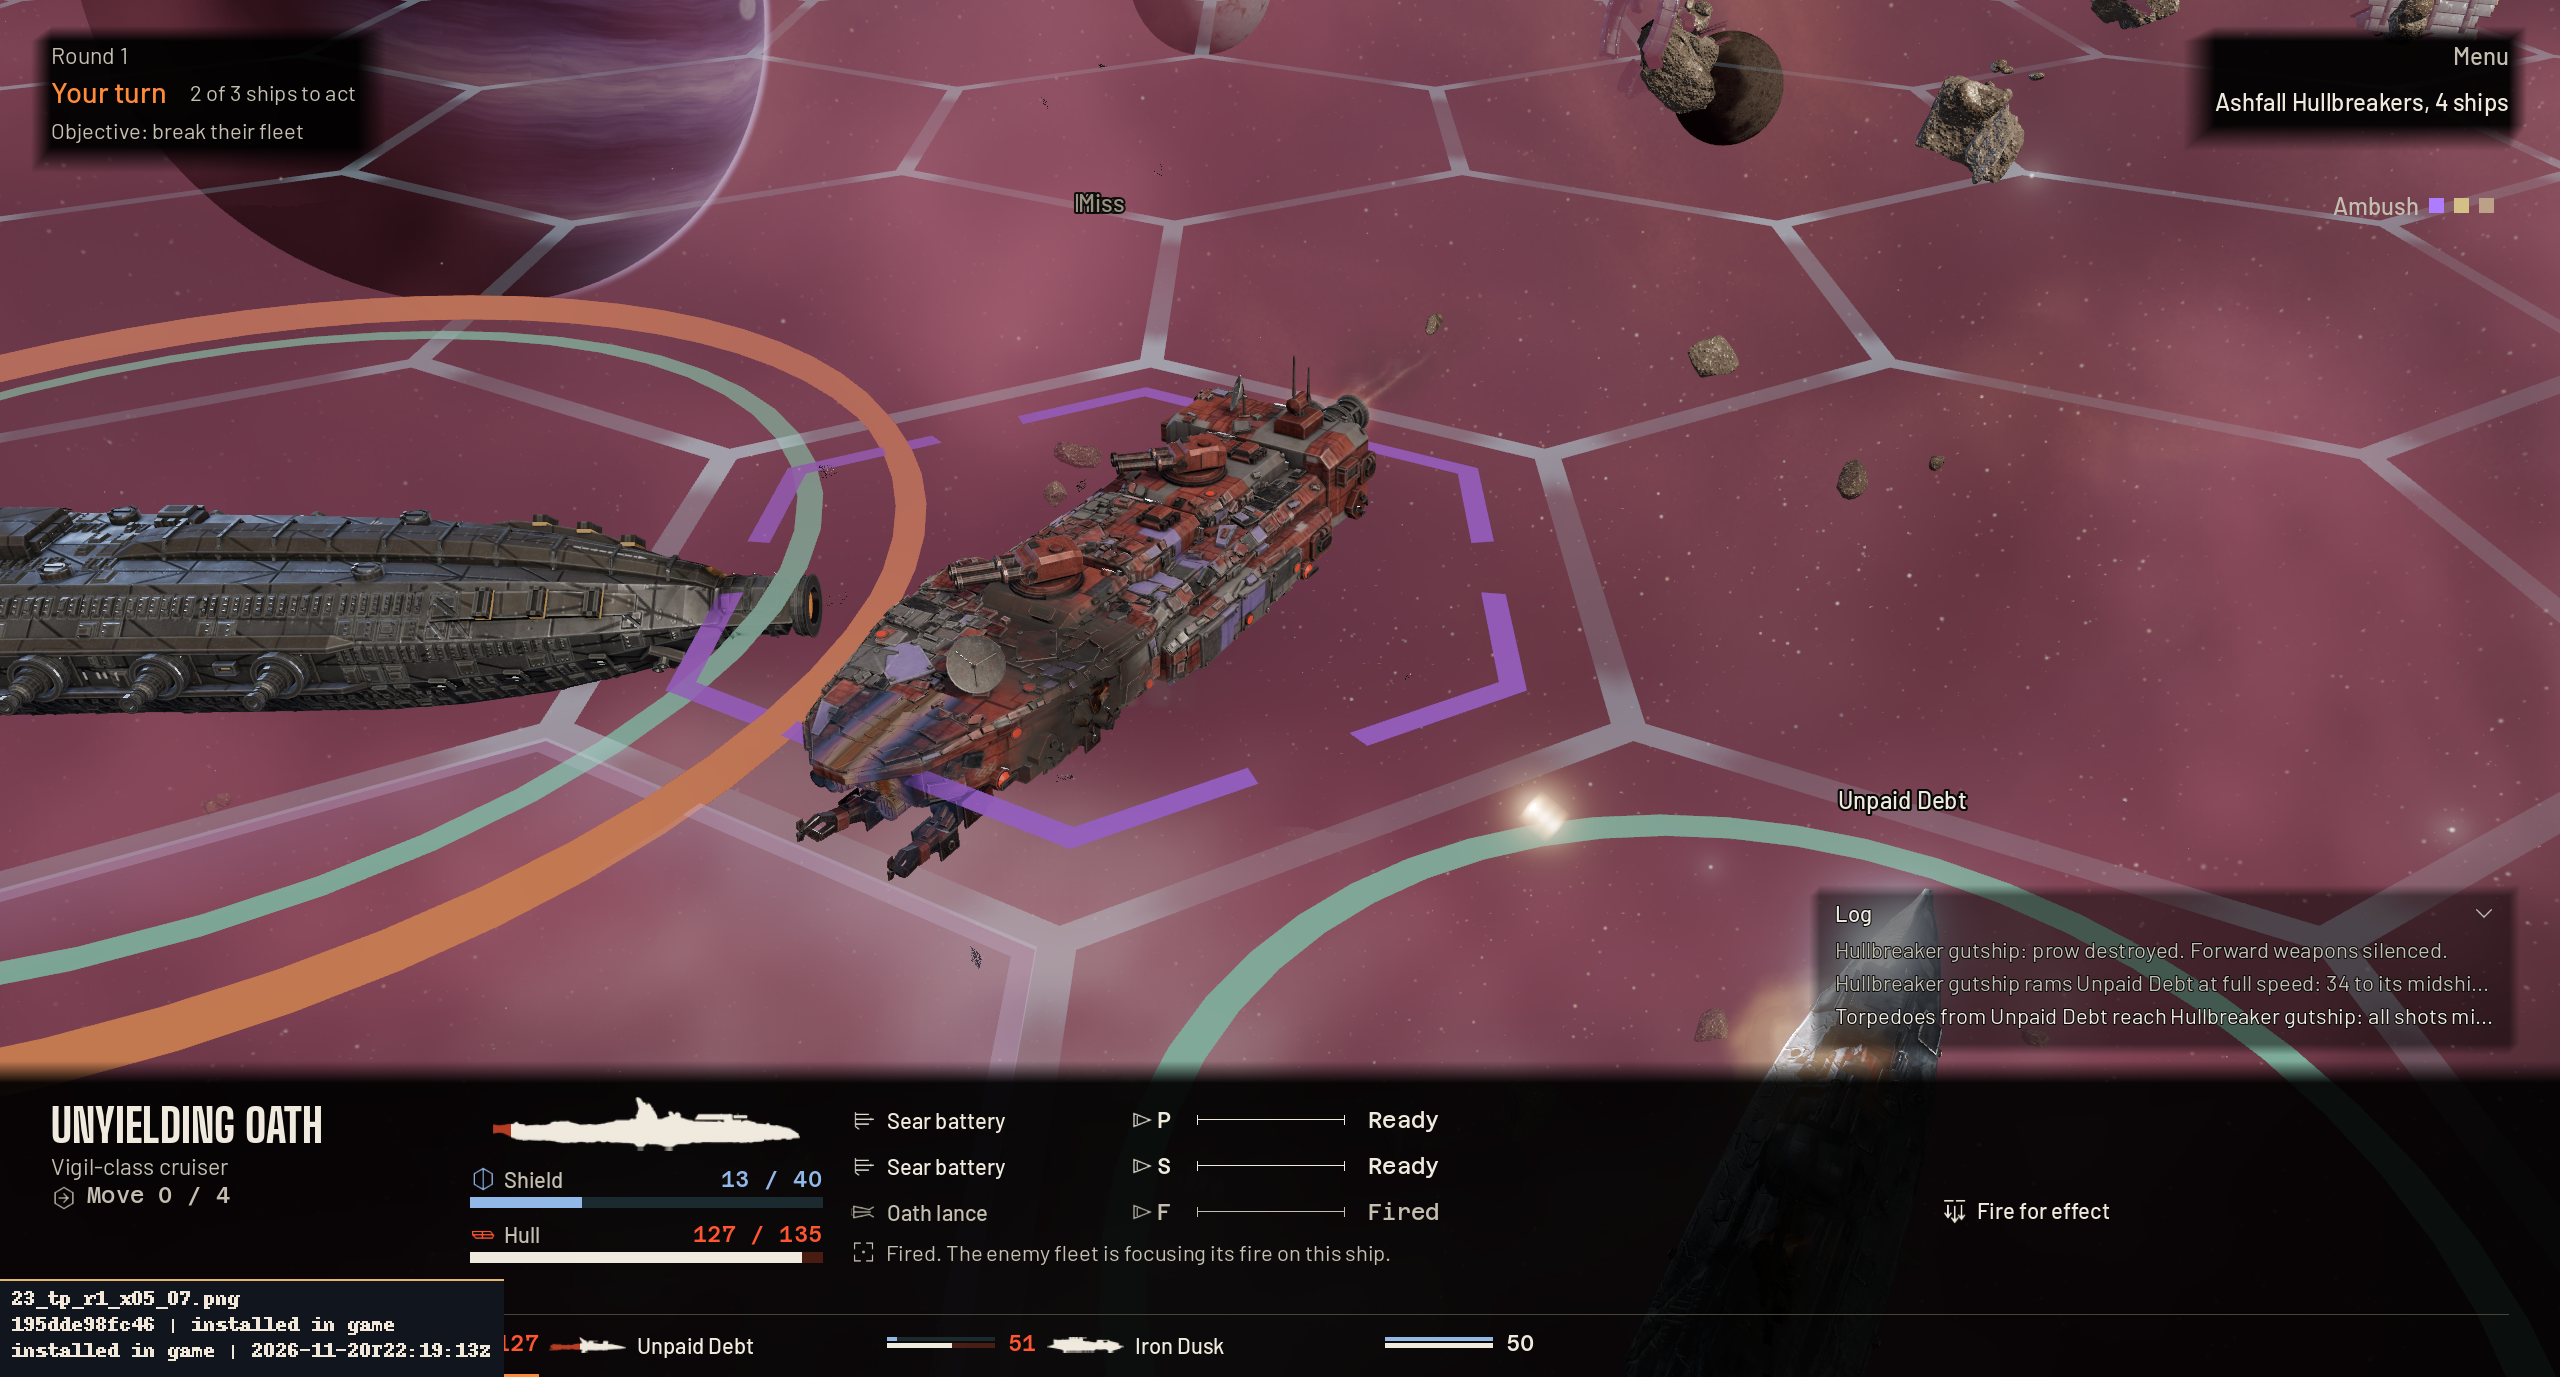 Round 1
Your turn 2 of 3 ships to act
Objective: break their fleet
Menu
Ashfall Hullbreakers, 4 ships
Ambush
Miss
Unpaid Debt
Log
Hullbreaker gutship: prow destroyed. Forward weapons silenced.
Hullbreaker gutship rams Unpaid Debt at full speed: 34 to its midshi...
Torpedoes from Unpaid Debt reach Hullbreaker gutship: all shots mi...
UNYIELDING OATH
Vigil-class cruiser
Move 0 / 4
Shield 13 / 40
Hull 127 / 135
Sear battery P Ready
Sear battery S Ready
Oath lance F Fired
Fired. The enemy fleet is focusing its fire on this ship.
Fire for effect
23_tp_r1_x05_07.png
195dde98fc46 | installed in game
installed in game | 2026-11-20T22:19:13Z
127 Unpaid Debt 51 Iron Dusk 50